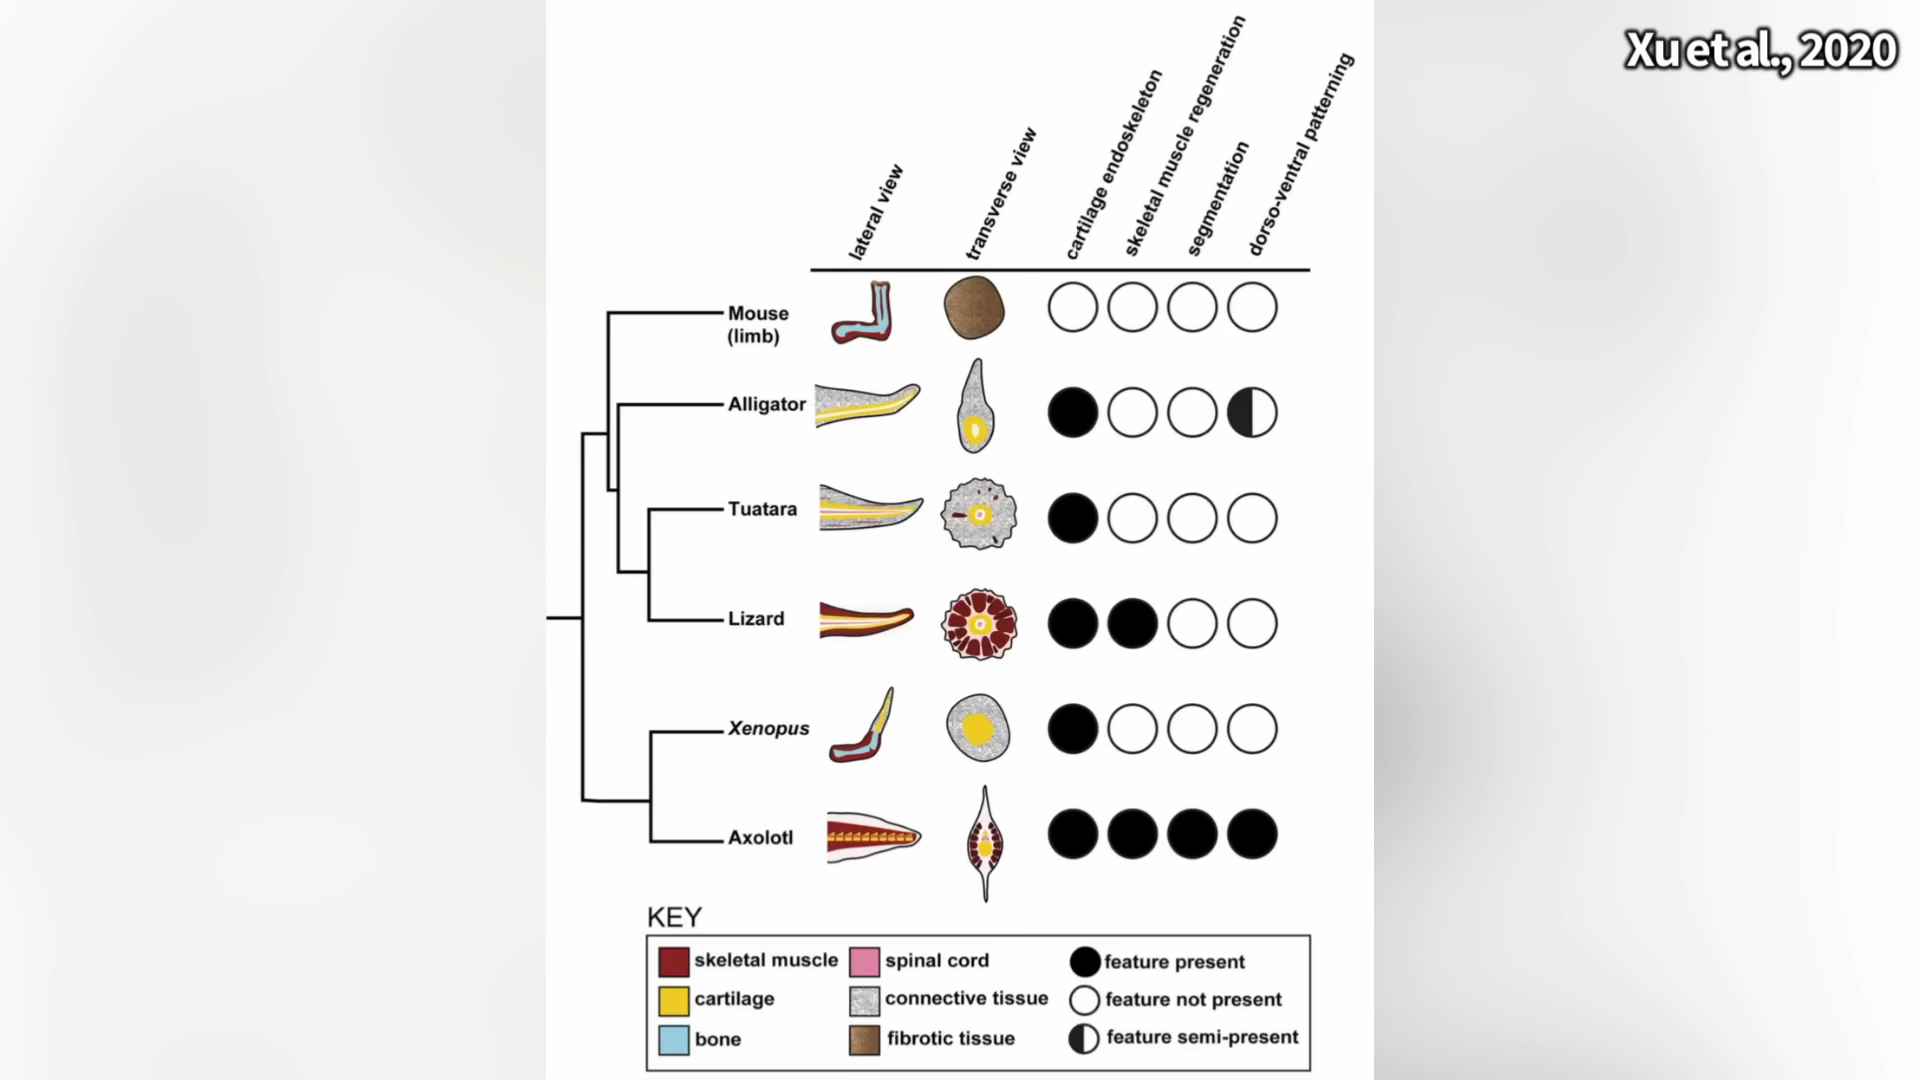 Xu et al., 2020
lateral view
transverse view
cartilage endoskeleton
skeletal muscle regeneration
segmentation
dorso-ventral patterning
Mouse
(limb)
Alligator
Tuatara
Lizard
Xenopus
Axolotl
KEY
skeletal muscle
spinal cord
feature present
cartilage
connective tissue
feature not present
bone
fibrotic tissue
feature semi-present